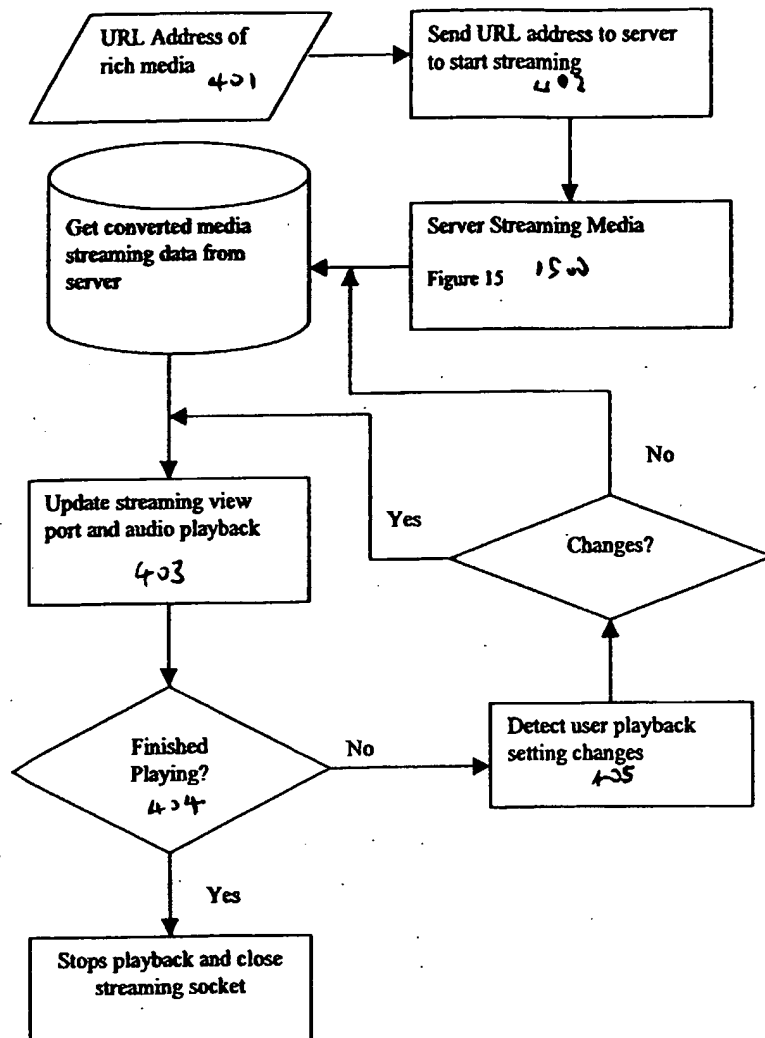 URL Address of
rich media 401
Send URL address to server
to start streaming
402
Get converted media
streaming data from
server
Server Streaming Media
Figure 15 1500
No
Update streaming view
port and audio playback
403
Yes
Changes?
Finished
Playing?
404
No
Detect user playback
setting changes
405
Yes
Stops playback and close
streaming socket